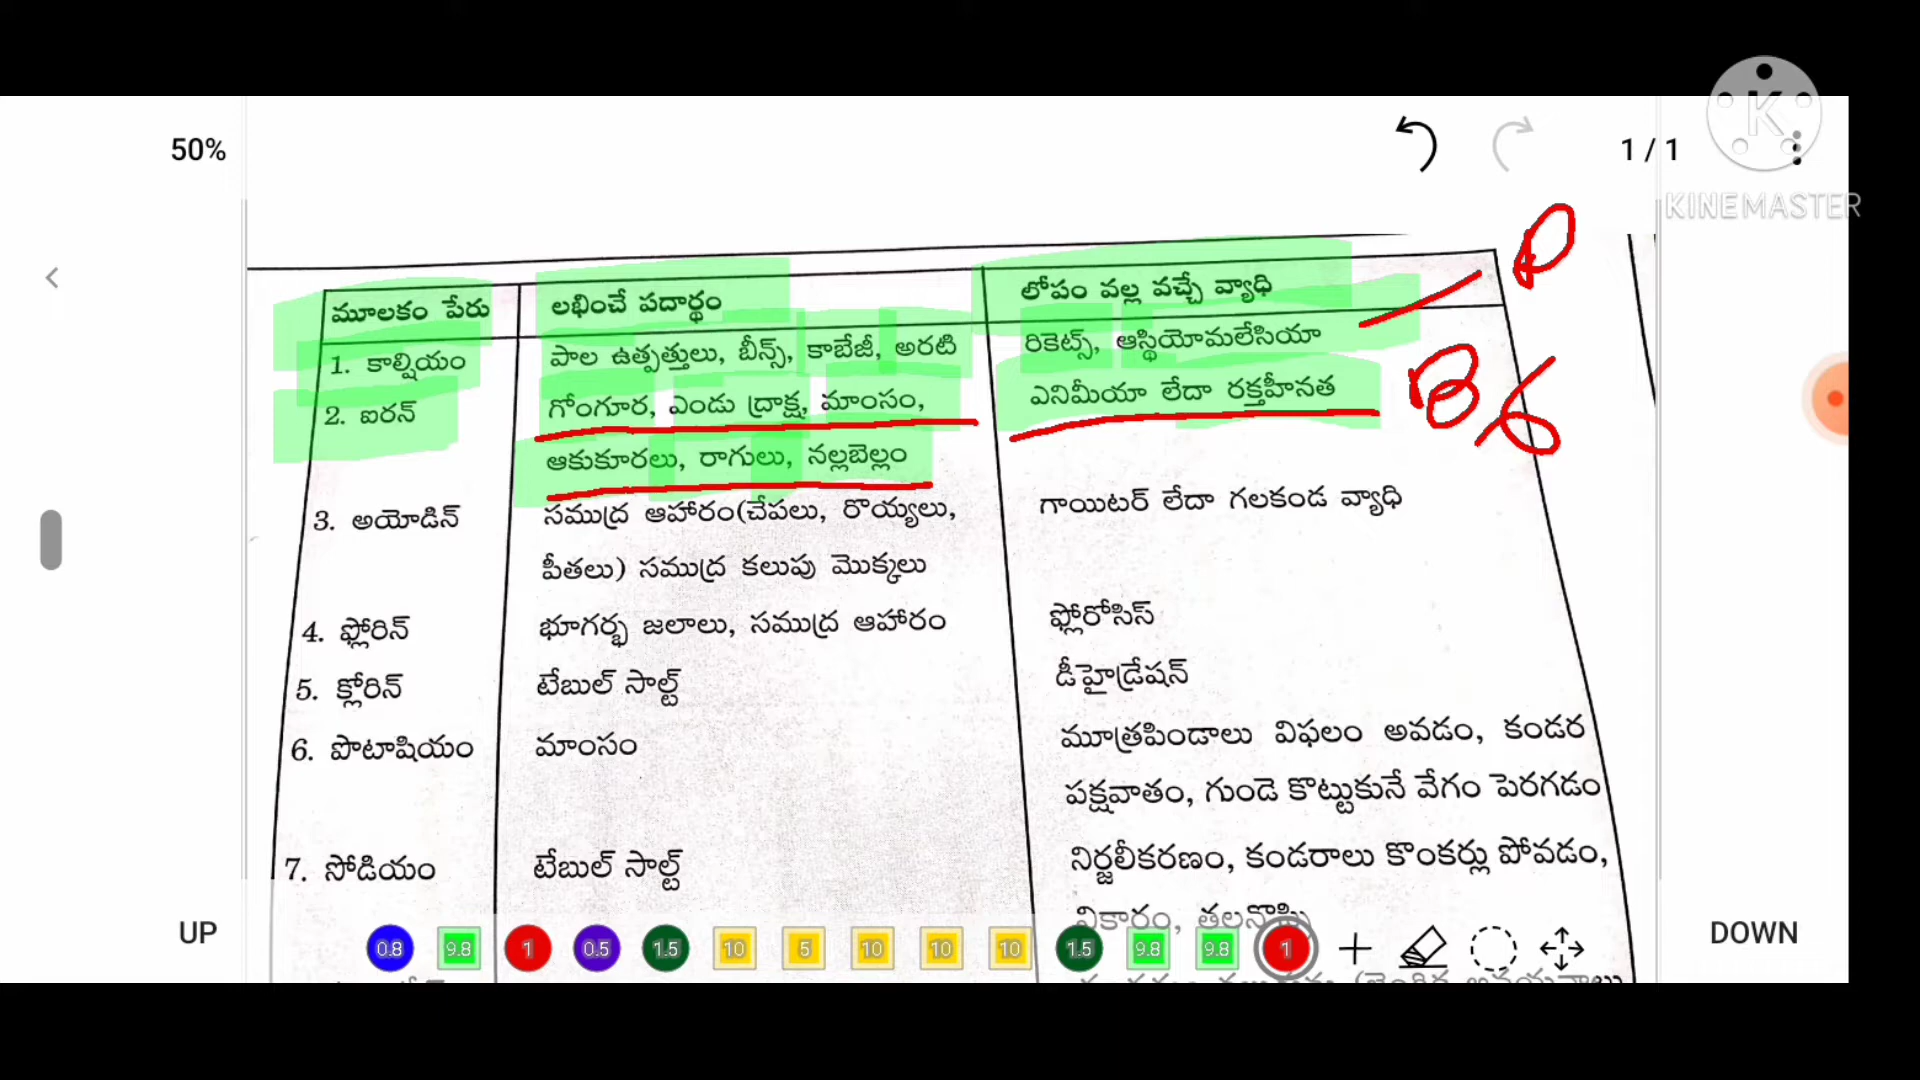 50%
1 / 1
K
KINEMASTER
D
మూలకం పేరు
లభించే పదార్థం
లోపం వల్ల వచ్చే వ్యాధి
1. కాల్షియం
పాల ఉత్పత్తులు, బీన్స్, కాబేజీ, అరటి
రికెట్స్, ఆస్థియోమలేసియా
2. ఐరన్
గోంగూర, ఎండు ద్రాక్ష, మాంసం,
ఎనిమీయా లేదా రక్తహీనత
B6
ఆకుకూరలు, రాగులు, నల్లబెల్లం
3. అయోడిన్
సముద్ర ఆహారం(చేపలు, రొయ్యలు,
గాయిటర్ లేదా గలకండ వ్యాధి
పీతలు) సముద్ర కలుపు మొక్కలు
4. ఫ్లోరిన్
భూగర్భ జలాలు, సముద్ర ఆహారం
ఫ్లోరోసిస్
5. క్లోరిన్
టేబుల్ సాల్ట్
డీహైడ్రేషన్
6. పొటాషియం
మాంసం
మూత్రపిండాలు విఫలం అవడం, కండర
పక్షవాతం, గుండె కొట్టుకునే వేగం పెరగడం
7. సోడియం
టేబుల్ సాల్ట్
నిర్జలీకరణం, కండరాలు కొంకర్లు పోవడం,
వికారం, తలనొప్పి
UP
0.8 9.8 1 0.5 1.5 10 5 10 10 10 1.5 9.8 9.8 1
DOWN